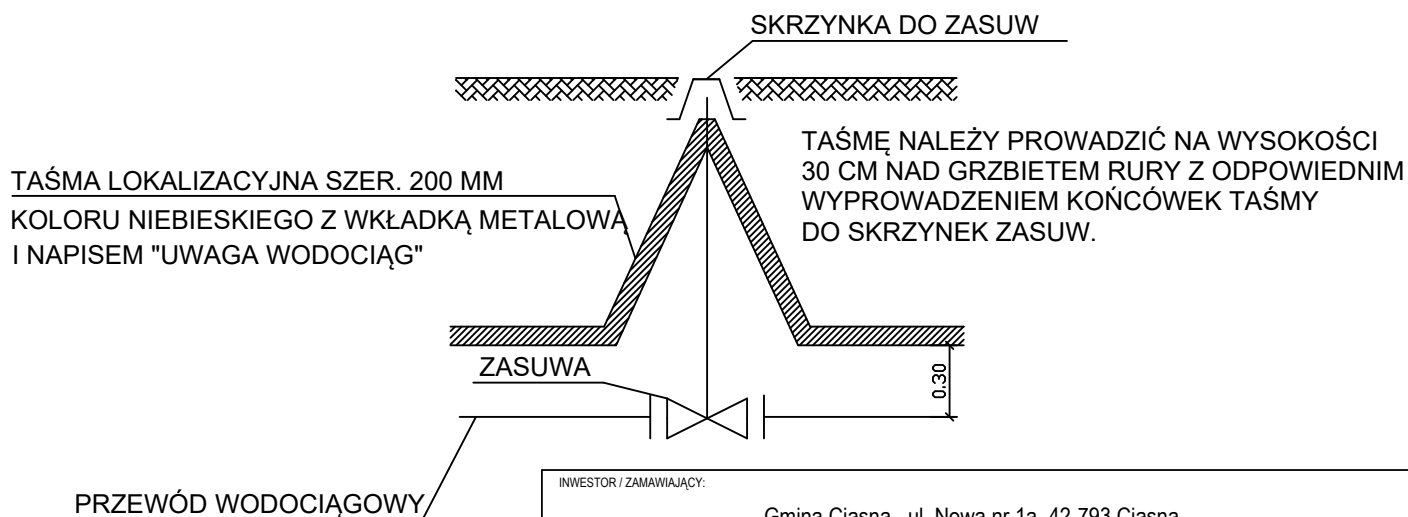 SKRZYNKA DO ZASUW
TAŚMĘ NALEŻY PROWADZIĆ NA WYSOKOŚCI
30 CM NAD GRZBIETEM RURY Z ODPOWIEDNIM
WYPROWADZENIEM KOŃCÓWEK TAŚMY
DO SKRZYNEK ZASUW.
TAŚMA LOKALIZACYJNA SZER. 200 MM
KOLORU NIEBIESKIEGO Z WKŁADKĄ METALOWĄ
I NAPISEM "UWAGA WODOCIĄG"
ZASUWA
0.30
PRZEWÓD WODOCIĄGOWY
INWESTOR / ZAMAWIAJĄCY:
Gmina Ciasna , ul. Nowa nr 1a, 42-793 Ciasna